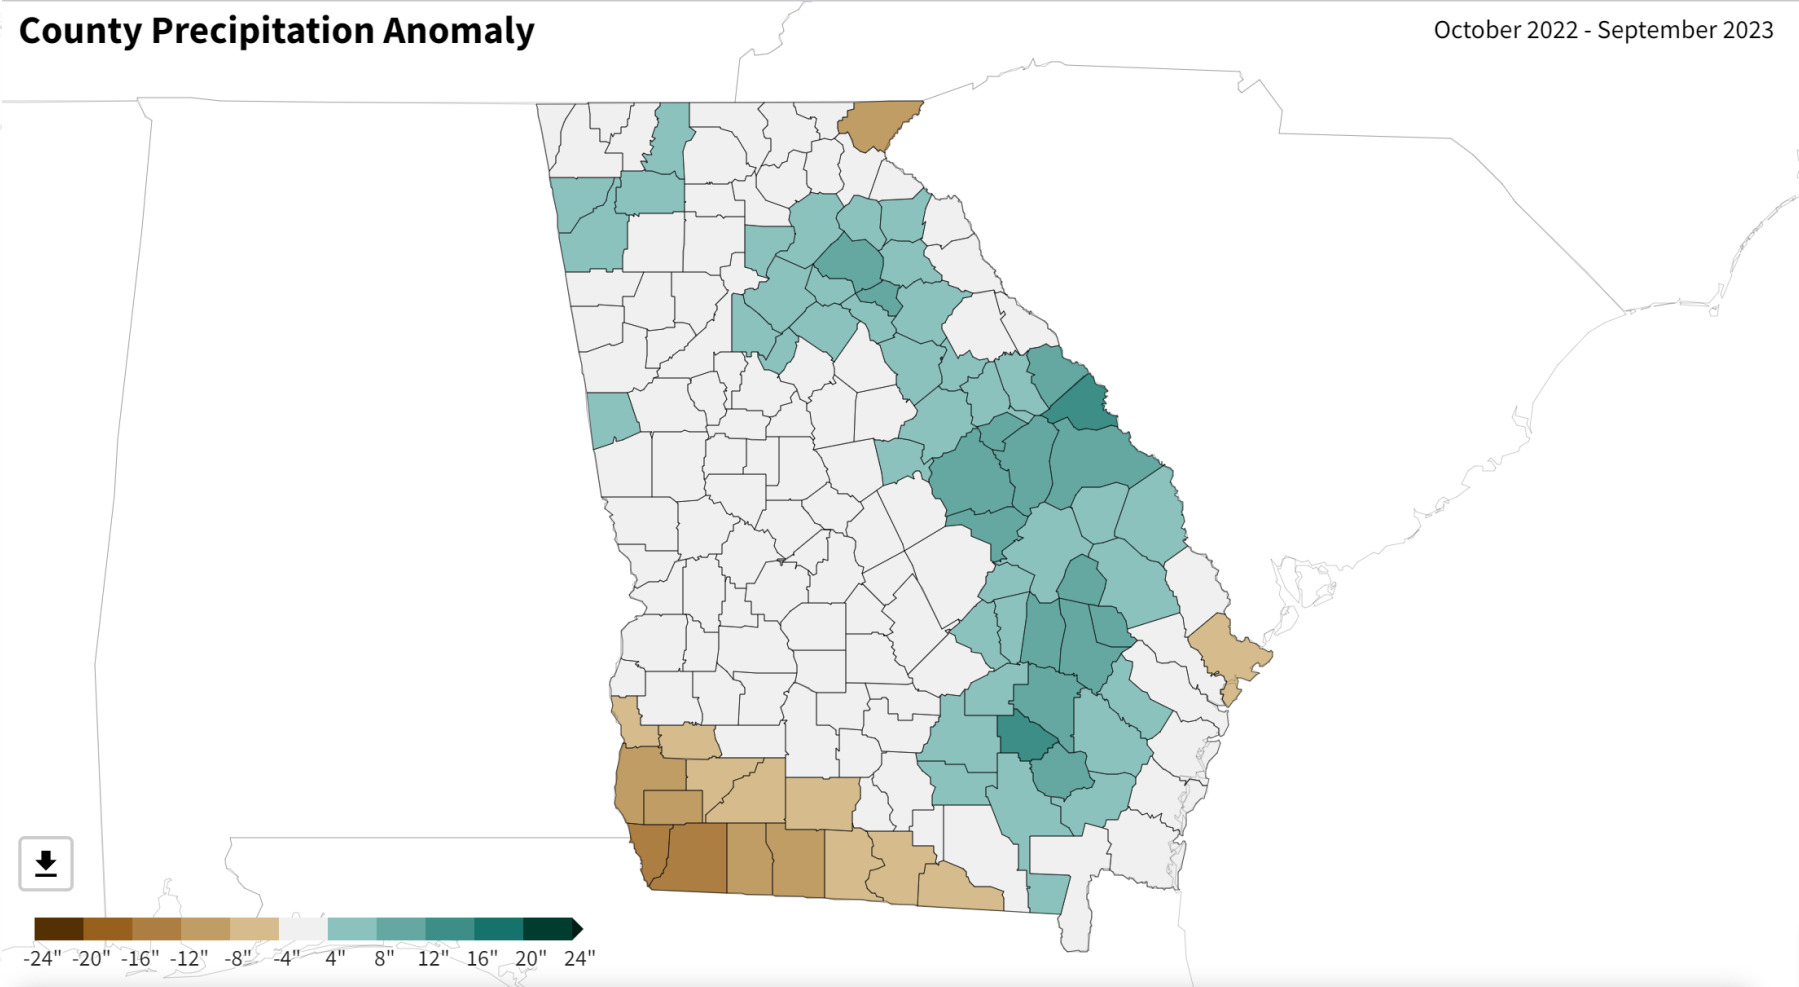 County Precipitation Anomaly
October 2022 - September 2023
-24" -20" -16" -12" -8" -4" 4" 8" 12" 16" 20" 24"